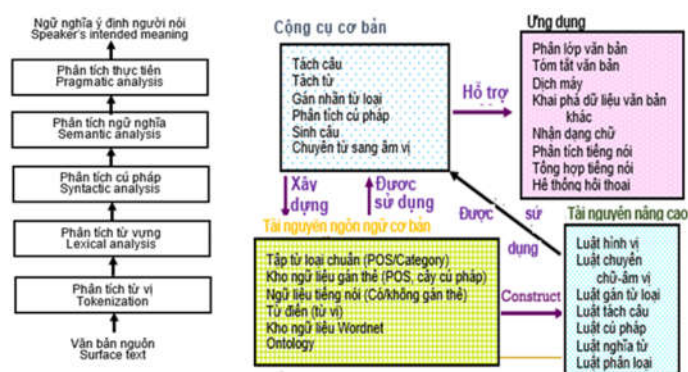 Ngữ nghĩa ý định người nói
Speaker's intended meaning
Phân tích thực tiễn
Pragmatic analysis
Phân tích ngữ nghĩa
Semantic analysis
Phân tích cú pháp
Syntactic analysis
Phân tích từ vựng
Lexical analysis
Phân tích từ vị
Tokenization
Văn bản nguồn
Surface text
Công cụ cơ bản
Tách câu
Tách từ
Gán nhãn từ loại
Phân tích cú pháp
Sinh câu
Chuyển từ sang âm vị
Hỗ trợ
Ứng dụng
Phân lớp văn bản
Tóm tắt văn bản
Dịch máy
Khai phá dữ liệu văn bản
khác
Nhận dạng chữ
Phân tích tiếng nói
Tổng hợp tiếng nói
Hệ thống hỏi thoại
Xây
dựng
Được
sử dụng
Được sử
dụng
Tài nguyên ngôn ngữ cơ bản
Tập từ loại chuẩn (POS/Category)
Kho ngữ liệu gán thẻ (POS, cây cú pháp)
Ngữ liệu tiếng nói (Có/không gán thẻ)
Từ điển (từ vị)
Kho ngữ liệu Wordnet
Ontology
Construct
Tài nguyên nâng cao
Luật hình vị
Luật chuyển
chữ-âm vị
Luật gán từ loại
Luật tách câu
Luật cú pháp
Luật nghĩa từ
Luật phân loại